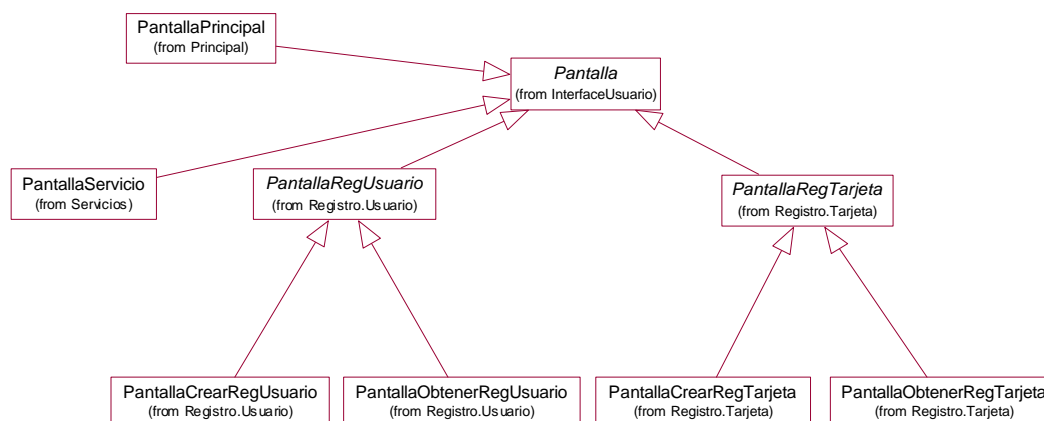 PantallaPrincipal
(from Principal)
Pantalla
(from InterfaceUsuario)
PantallaServicio
(from Servicios)
PantallaRegUsuario
(from Registro.Usuario)
PantallaRegTarjeta
(from Registro.Tarjeta)
PantallaCrearRegUsuario
(from Registro.Usuario)
PantallaObtenerRegUsuario
(from Registro.Usuario)
PantallaCrearRegTarjeta
(from Registro.Tarjeta)
PantallaObtenerRegTarjeta
(from Registro.Tarjeta)